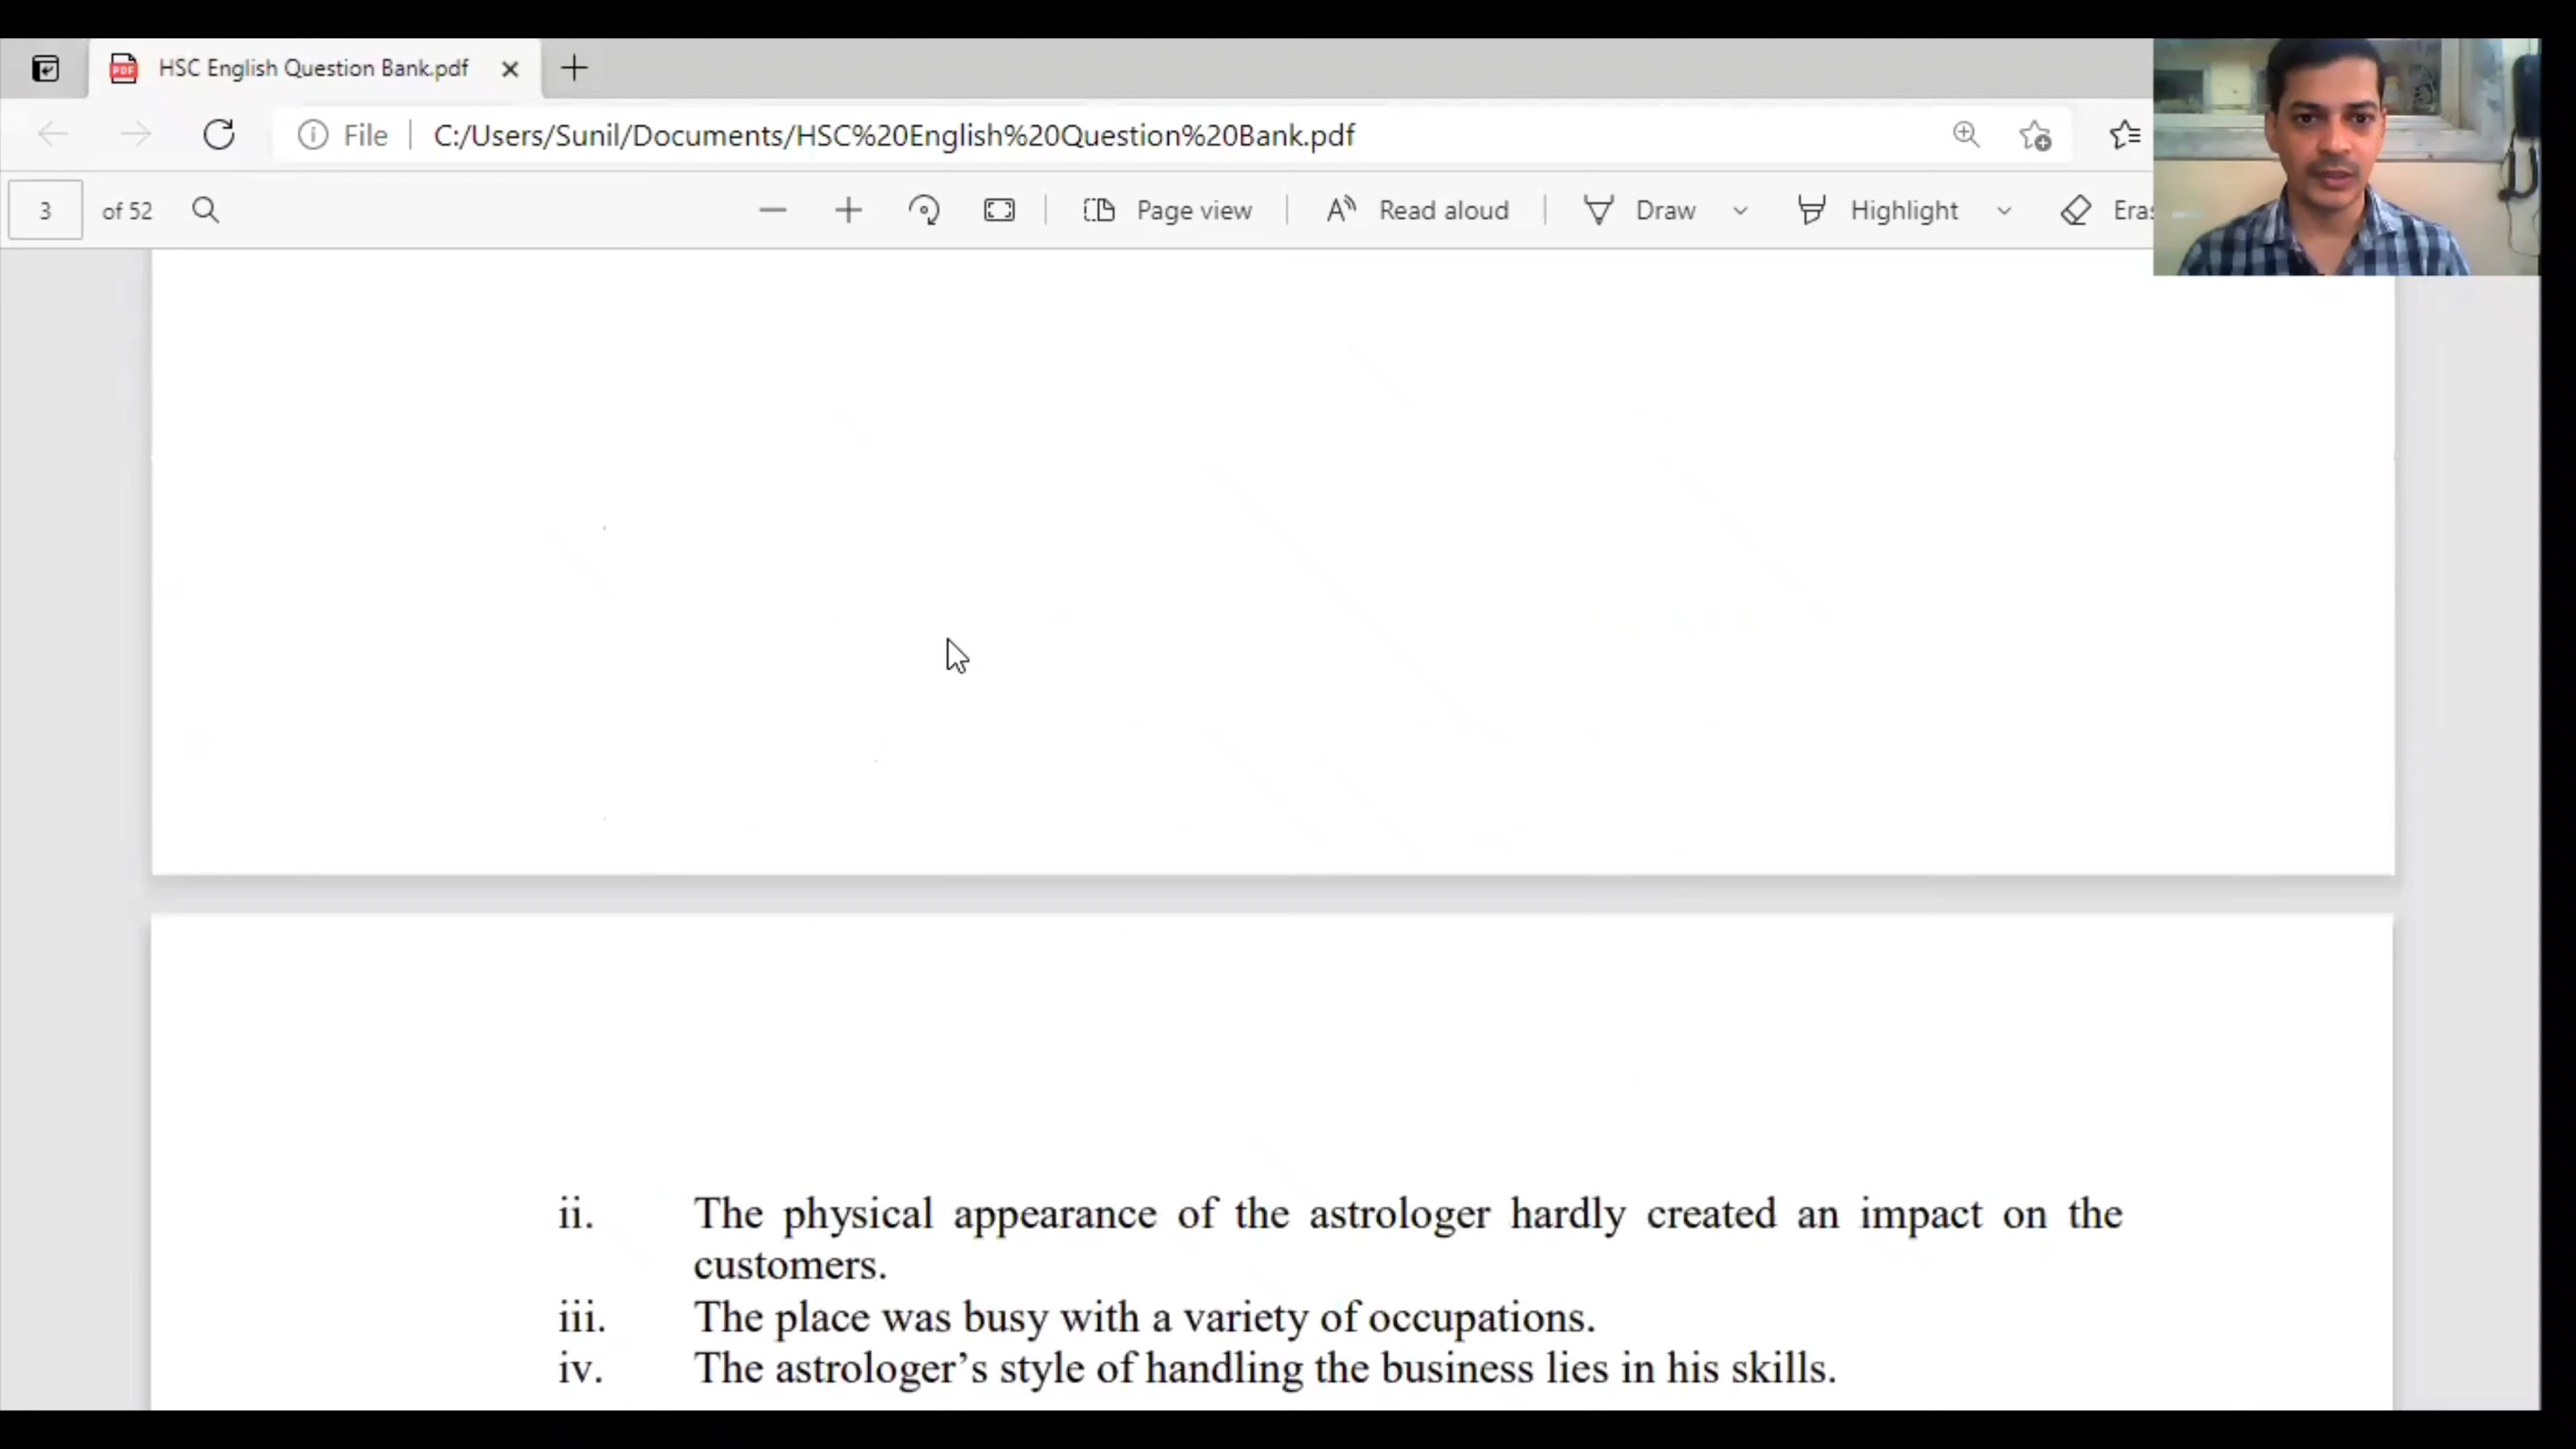 HSC English Question Bank.pdf
File C:/Users/Sunil/Documents/HSC%20English%20Question%20Bank.pdf
3 of 52 Page view Read aloud Draw Highlight
ii. The physical appearance of the astrologer hardly created an impact on the
customers.
iii. The place was busy with a variety of occupations.
iv. The astrologer’s style of handling the business lies in his skills.